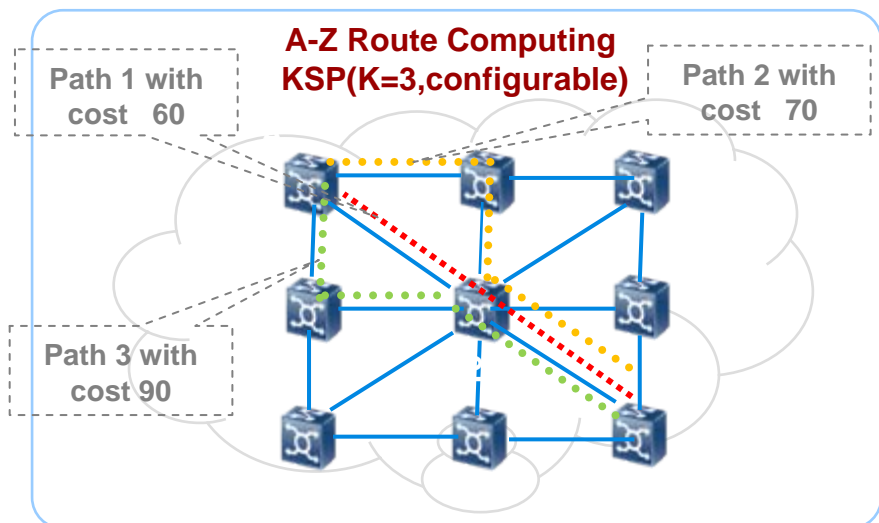 A-Z Route Computing
KSP(K=3,configurable)
Path 1 with
cost 60
Path 2 with
cost 70
Path 3 with
cost 90